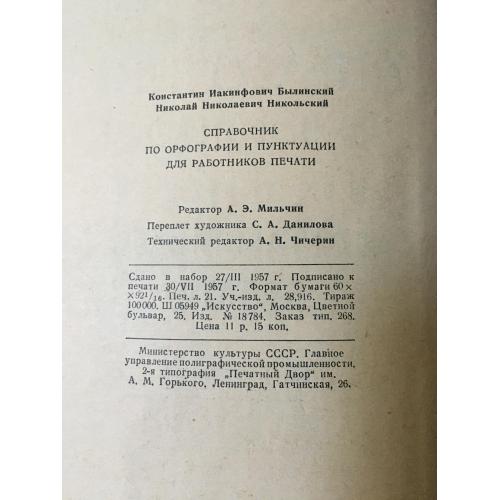 Константин Иакинфович Былинский
Николай Николаевич Никольский
СПРАВОЧНИК
ПО ОРФОГРАФИИ И ПУНКТУАЦИИ
ДЛЯ РАБОТНИКОВ ПЕЧАТИ
Редактор А. Э. Мильчин
Переплет художника С. А. Данилова
Технический редактор А. Н. Чичерин
Сдано в набор 27/III 1957 г. Подписано к
печати 30/VII 1957 г. Формат бумаги 60×
×92 1/16. Печ. л. 21. Уч.-изд. л. 28,916. Тираж
100 000. Ш 05949 „Искусство“, Москва, Цветной
бульвар, 25. Изд. № 18784. Заказ тип. 268.
Цена 11 р. 15 коп.
Министерство культуры СССР. Главное
управление полиграфической промышленности,
2-я типография „Печатный Двор“ им.
А. М. Горького, Ленинград, Гатчинская, 26.